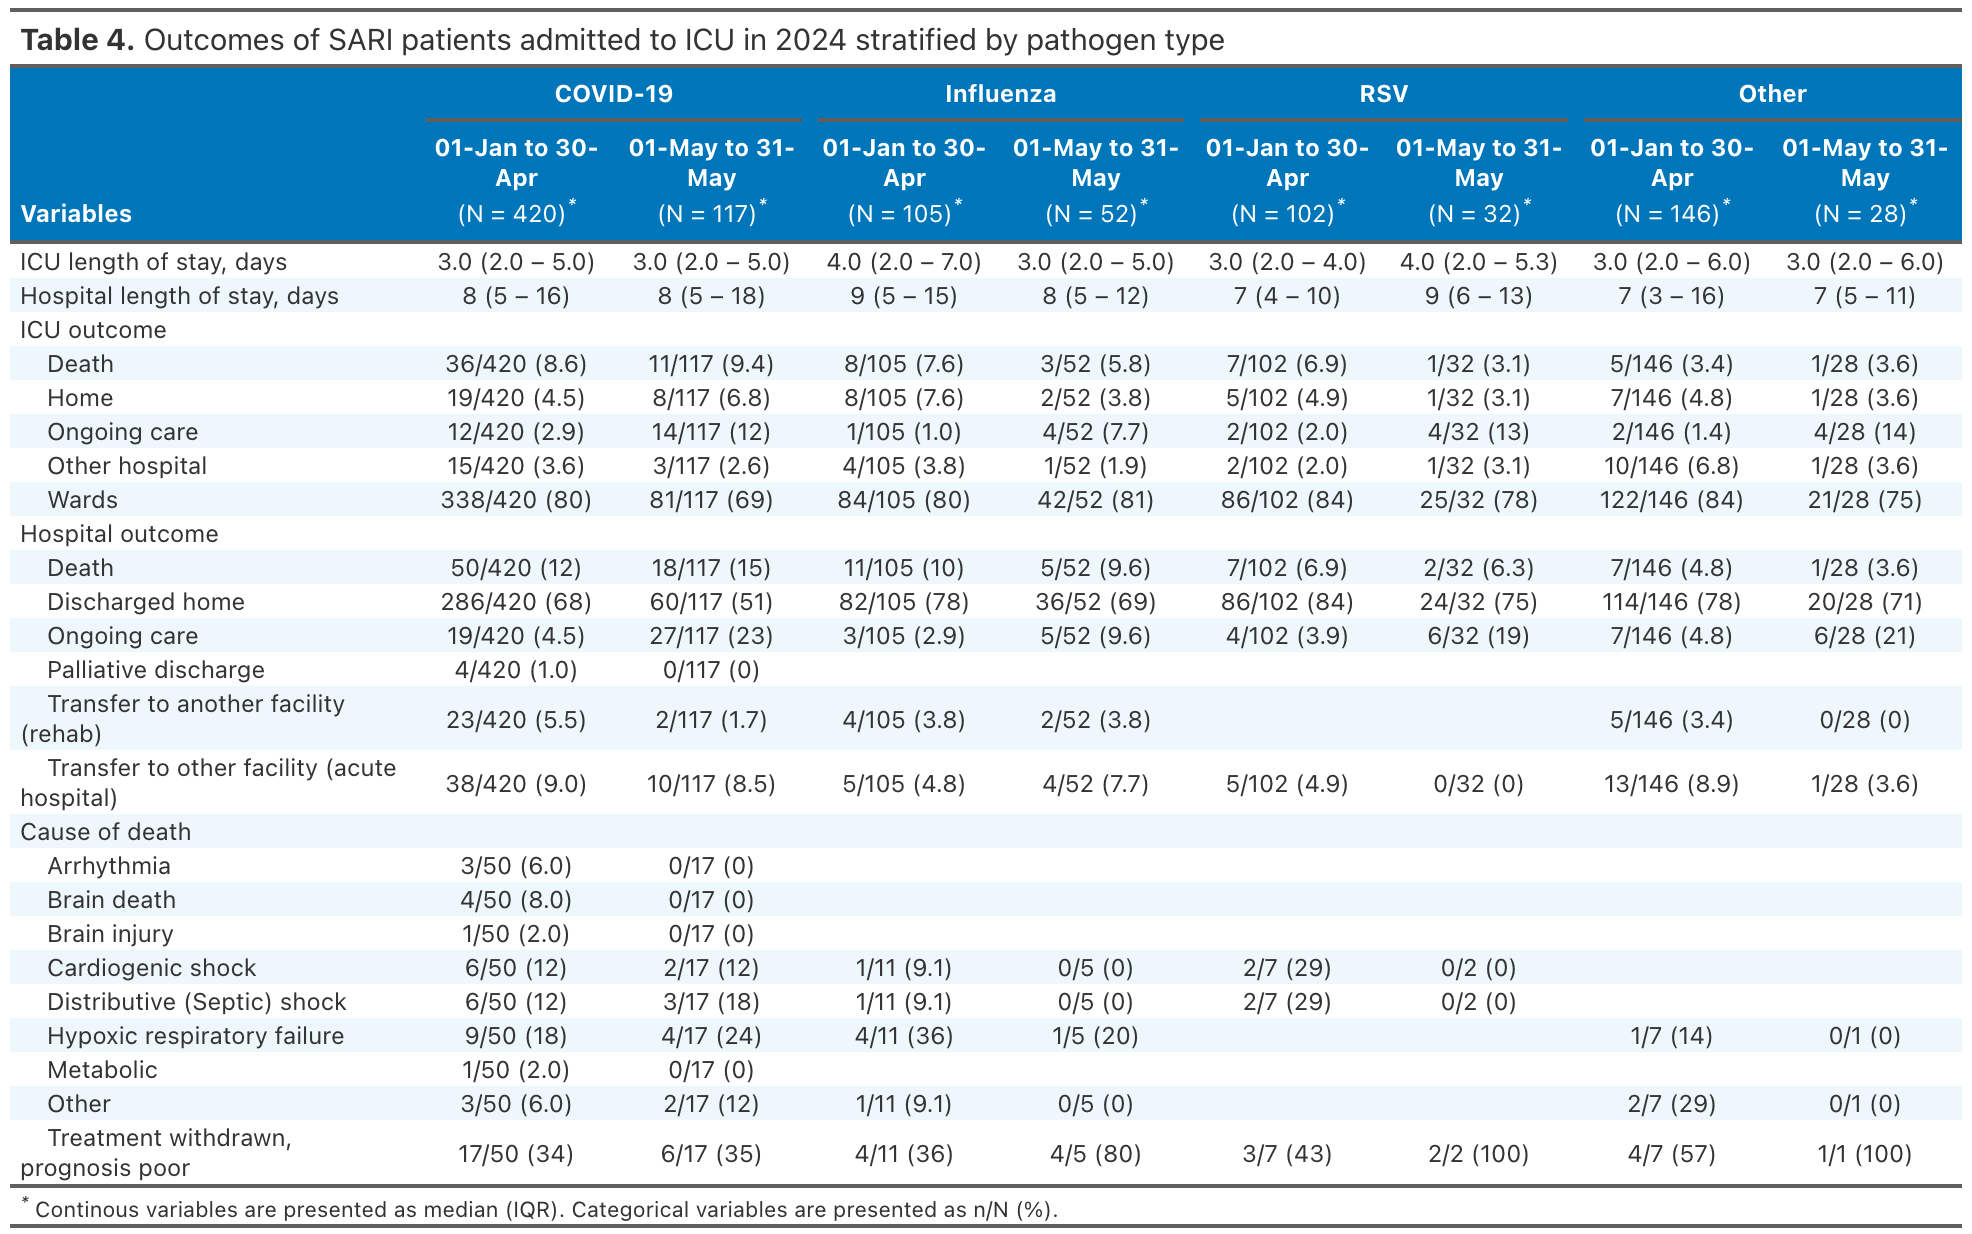 Table 4. Outcomes of SARI patients admitted to ICU in 2024 stratified by pathogen type
COVID-19 Influenza RSV Other
01-Jan to 30- 01-May to 31- 01-Jan to 30- 01-May to 31- 01-Jan to 30- 01-May to 31- 01-Jan to 30- 01-May to 31-
Apr May Apr May Apr May Apr May
Variables (N = 420)* (N = 117)* (N = 105)* (N = 52)* (N = 102)* (N = 32)* (N = 146)* (N = 28)*
ICU length of stay, days 3.0 (2.0 – 5.0) 3.0 (2.0 – 5.0) 4.0 (2.0 – 7.0) 3.0 (2.0 – 5.0) 3.0 (2.0 – 4.0) 4.0 (2.0 – 5.3) 3.0 (2.0 – 6.0) 3.0 (2.0 – 6.0)
Hospital length of stay, days 8 (5 – 16) 8 (5 – 18) 9 (5 – 15) 8 (5 – 12) 7 (4 – 10) 9 (6 – 13) 7 (3 – 16) 7 (5 – 11)
ICU outcome
Death 36/420 (8.6) 11/117 (9.4) 8/105 (7.6) 3/52 (5.8) 7/102 (6.9) 1/32 (3.1) 5/146 (3.4) 1/28 (3.6)
Home 19/420 (4.5) 8/117 (6.8) 8/105 (7.6) 2/52 (3.8) 5/102 (4.9) 1/32 (3.1) 7/146 (4.8) 1/28 (3.6)
Ongoing care 12/420 (2.9) 14/117 (12) 1/105 (1.0) 4/52 (7.7) 2/102 (2.0) 4/32 (13) 2/146 (1.4) 4/28 (14)
Other hospital 15/420 (3.6) 3/117 (2.6) 4/105 (3.8) 1/52 (1.9) 2/102 (2.0) 1/32 (3.1) 10/146 (6.8) 1/28 (3.6)
Wards 338/420 (80) 81/117 (69) 84/105 (80) 42/52 (81) 86/102 (84) 25/32 (78) 122/146 (84) 21/28 (75)
Hospital outcome
Death 50/420 (12) 18/117 (15) 11/105 (10) 5/52 (9.6) 7/102 (6.9) 2/32 (6.3) 7/146 (4.8) 1/28 (3.6)
Discharged home 286/420 (68) 60/117 (51) 82/105 (78) 36/52 (69) 86/102 (84) 24/32 (75) 114/146 (78) 20/28 (71)
Ongoing care 19/420 (4.5) 27/117 (23) 3/105 (2.9) 5/52 (9.6) 4/102 (3.9) 6/32 (19) 7/146 (4.8) 6/28 (21)
Palliative discharge 4/420 (1.0) 0/117 (0)
Transfer to another facility
(rehab) 23/420 (5.5) 2/117 (1.7) 4/105 (3.8) 2/52 (3.8) 5/146 (3.4) 0/28 (0)
Transfer to other facility (acute
hospital) 38/420 (9.0) 10/117 (8.5) 5/105 (4.8) 4/52 (7.7) 5/102 (4.9) 0/32 (0) 13/146 (8.9) 1/28 (3.6)
Cause of death
Arrhythmia 3/50 (6.0) 0/17 (0)
Brain death 4/50 (8.0) 0/17 (0)
Brain injury 1/50 (2.0) 0/17 (0)
Cardiogenic shock 6/50 (12) 2/17 (12) 1/11 (9.1) 0/5 (0) 2/7 (29) 0/2 (0)
Distributive (Septic) shock 6/50 (12) 3/17 (18) 1/11 (9.1) 0/5 (0) 2/7 (29) 0/2 (0)
Hypoxic respiratory failure 9/50 (18) 4/17 (24) 4/11 (36) 1/5 (20) 1/7 (14) 0/1 (0)
Metabolic 1/50 (2.0) 0/17 (0)
Other 3/50 (6.0) 2/17 (12) 1/11 (9.1) 0/5 (0) 2/7 (29) 0/1 (0)
Treatment withdrawn,
prognosis poor 17/50 (34) 6/17 (35) 4/11 (36) 4/5 (80) 3/7 (43) 2/2 (100) 4/7 (57) 1/1 (100)
* Continous variables are presented as median (IQR). Categorical variables are presented as n/N (%).